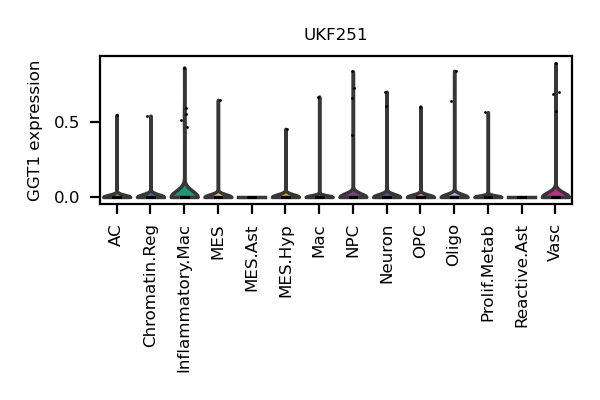 UKF251
GGT1 expression
0.5
0.0
AC
Chromatin.Reg
Inflammatory.Mac
MES
MES.Ast
MES.Hyp
Mac
NPC
Neuron
OPC
Oligo
Prolif.Metab
Reactive.Ast
Vasc